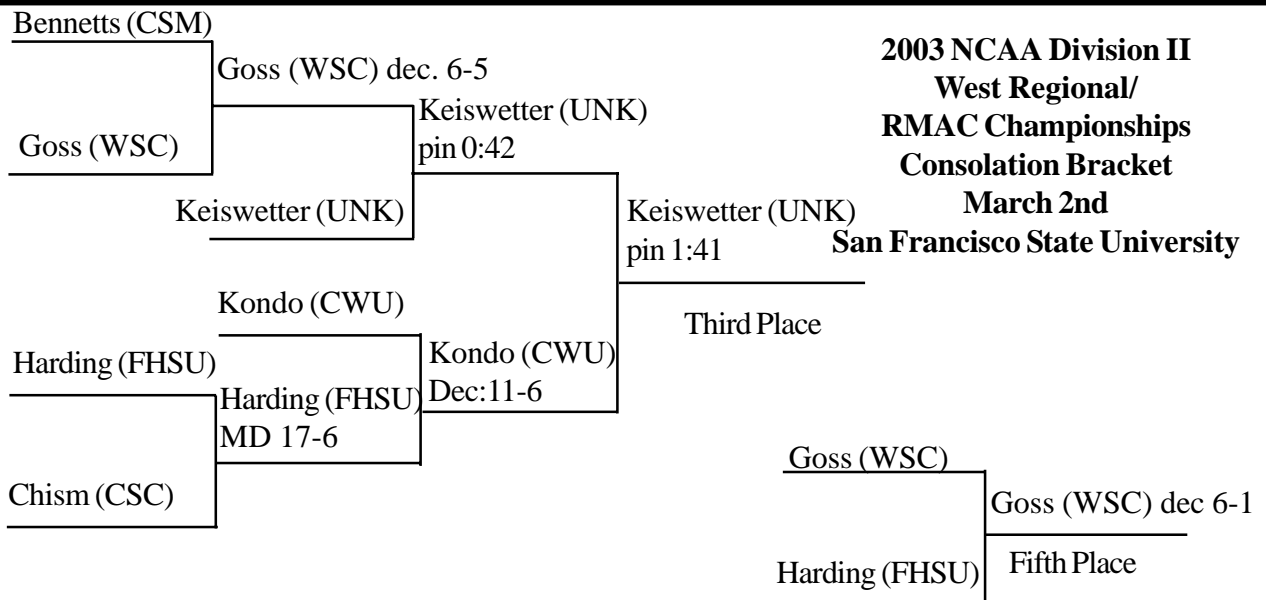 Bennetts (CSM)
Goss (WSC) dec. 6-5
Goss (WSC)
Keiswetter (UNK)
pin 0:42
Keiswetter (UNK)
Keiswetter (UNK)
pin 1:41
Third Place
Kondo (CWU)
Harding (FHSU)
Kondo (CWU)
Dec:11-6
Harding (FHSU)
MD 17-6
Chism (CSC)
2003 NCAA Division II
West Regional/
RMAC Championships
Consolation Bracket
March 2nd
San Francisco State University
Goss (WSC)
Goss (WSC) dec 6-1
Harding (FHSU)
Fifth Place